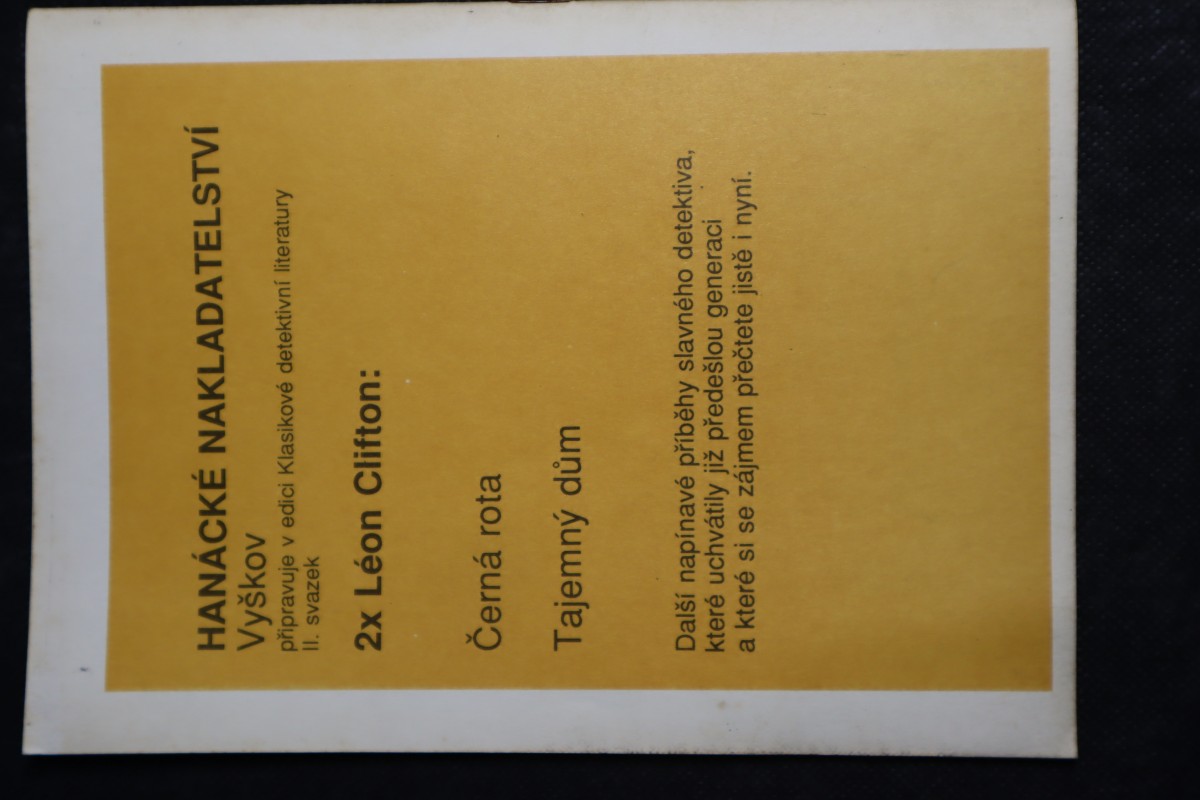 HANÁCKÉ NAKLADATELSTVÍ
Vyškov
připravuje v edici Klasikové detektivní literatury
II. svazek
2x Léon Clifton:
Černá rota
Tajemný dům
Další napínavé příběhy slavného detektiva,
které uchvátily již předešlou generaci
a které si se zájmem přečtete jistě i nyní.